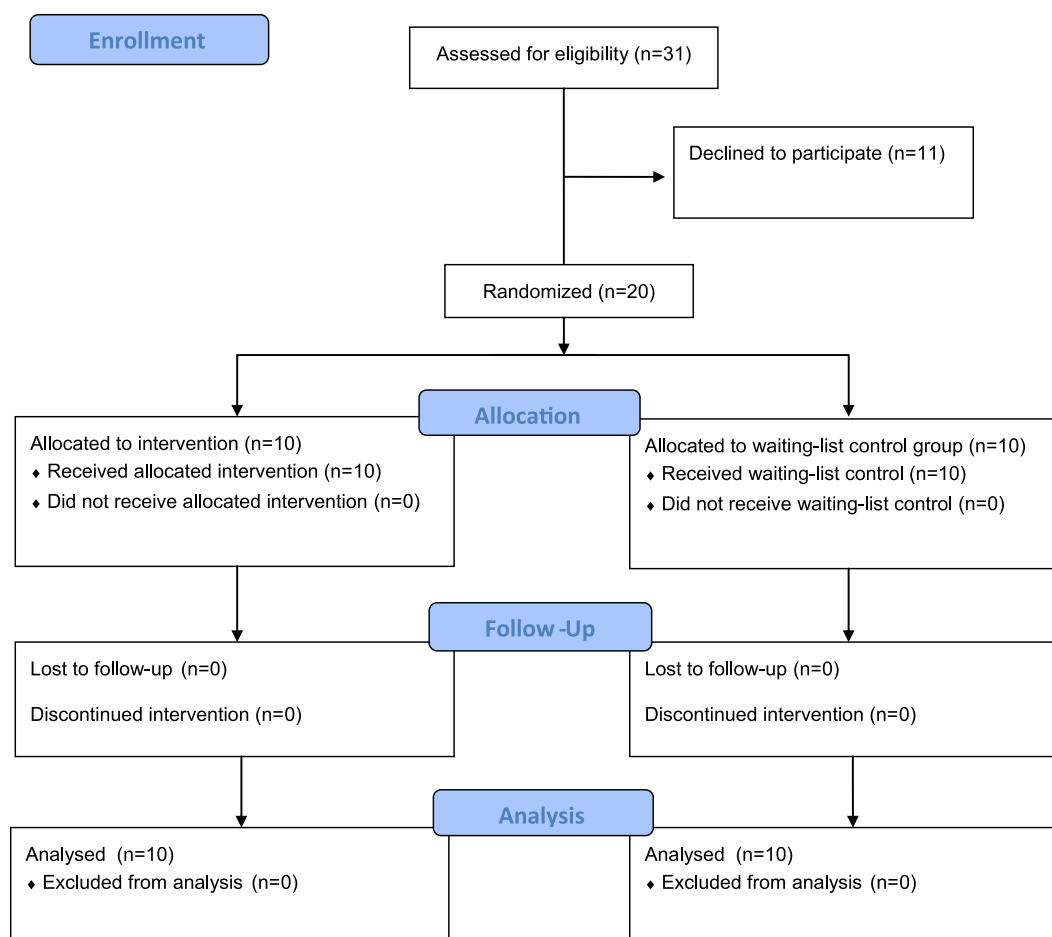 Enrollment
Assessed for eligibility (n=31)
Declined to participate (n=11)
Randomized (n=20)
Allocation
Allocated to intervention (n=10)
♦ Received allocated intervention (n=10)
♦ Did not receive allocated intervention (n=0)
Allocated to waiting-list control group (n=10)
♦ Received waiting-list control (n=10)
♦ Did not receive waiting-list control (n=0)
Follow -Up
Lost to follow-up (n=0)
Discontinued intervention (n=0)
Lost to follow-up (n=0)
Discontinued intervention (n=0)
Analysis
Analysed (n=10)
♦ Excluded from analysis (n=0)
Analysed (n=10)
♦ Excluded from analysis (n=0)